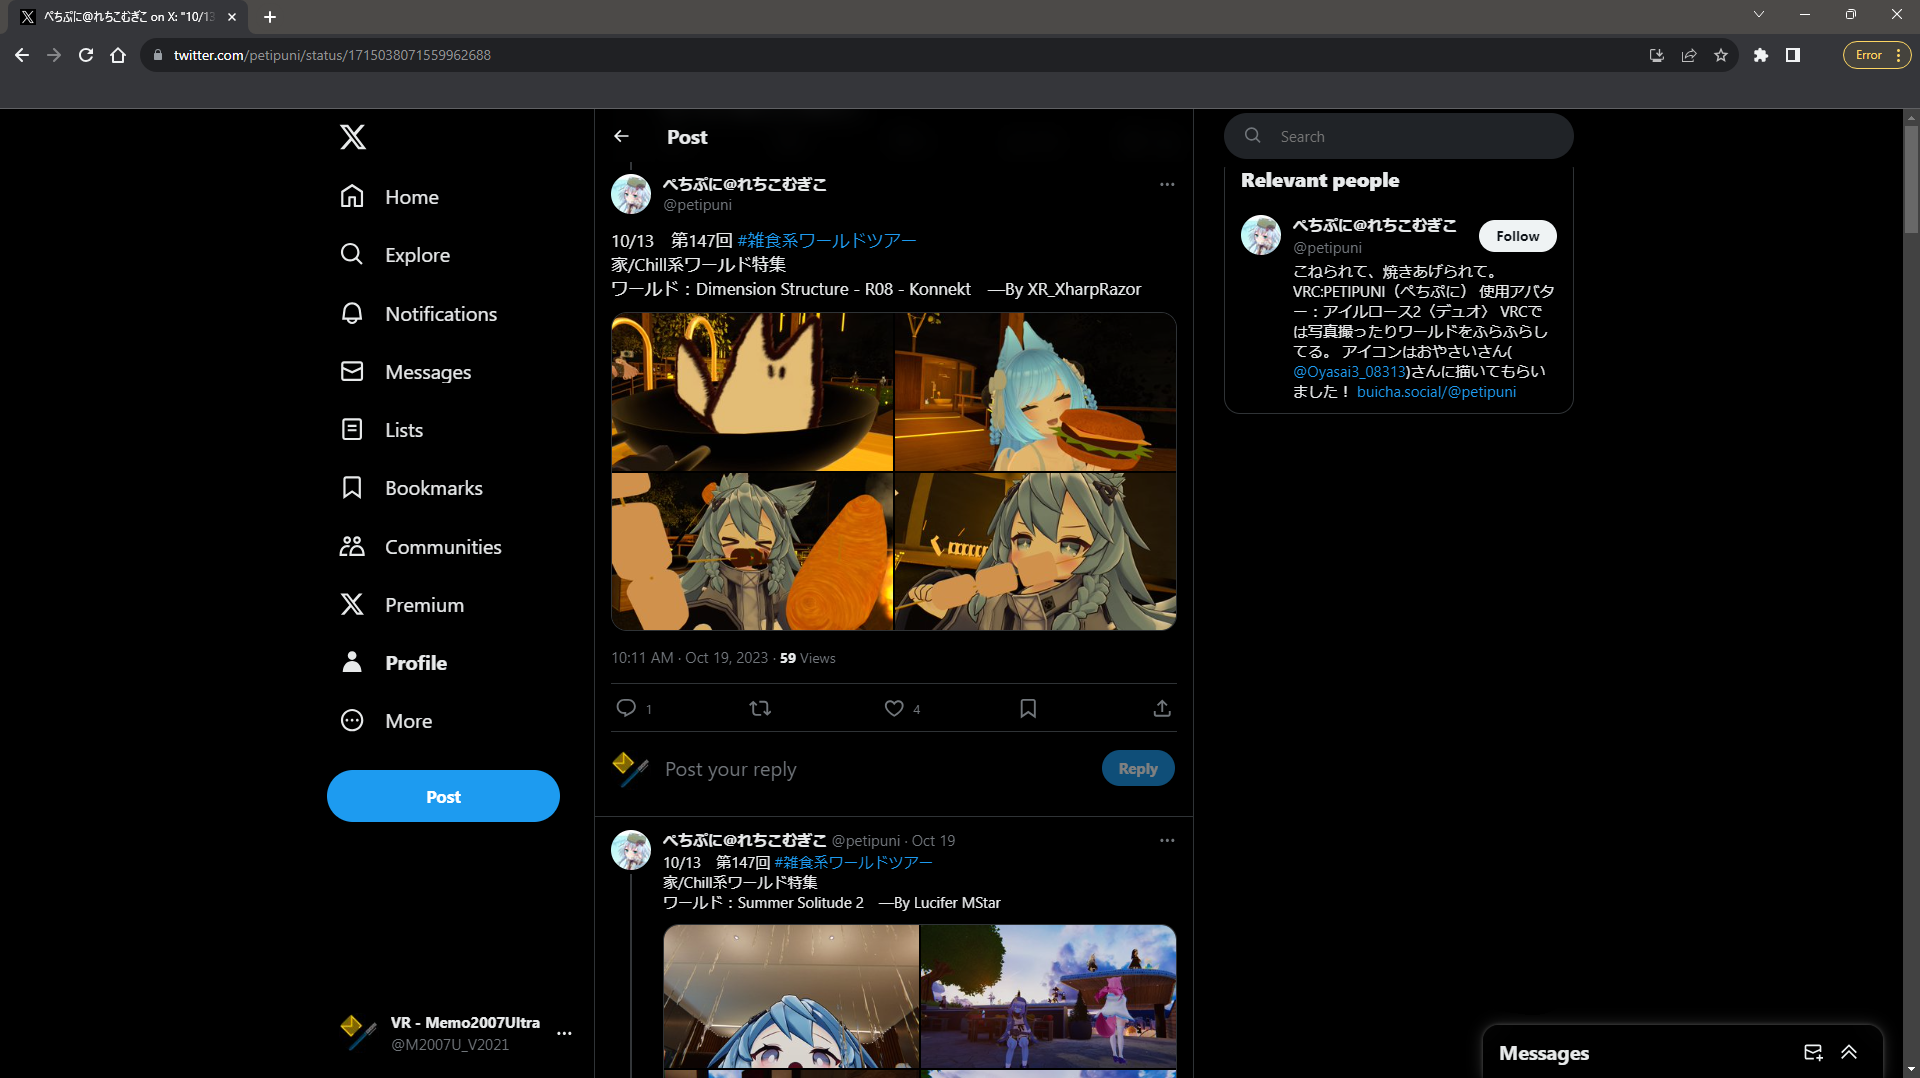 ぺちぷに@れちこむぎこ on X: "10/13
twitter.com/petipuni/status/1715038071559962688
Error
Home
Explore
Notifications
Messages
Lists
Bookmarks
Communities
Premium
Profile
More
Post
VR - Memo2007Ultra
@M2007U_V2021
Post
ぺちぷに@れちこむぎこ
@petipuni
10/13　第147回 #雑食系ワールドツアー
家/Chill系ワールド特集
ワールド：Dimension Structure - R08 - Konnekt　—By XR_XharpRazor
10:11 AM · Oct 19, 2023 · 59 Views
1
4
Post your reply
Reply
ぺちぷに@れちこむぎこ @petipuni · Oct 19
10/13　第147回 #雑食系ワールドツアー
家/Chill系ワールド特集
ワールド：Summer Solitude 2　—By Lucifer MStar
Search
Relevant people
ぺちぷに@れちこむぎこ
@petipuni
Follow
こねられて、焼きあげられて。
VRC:PETIPUNI（ぺちぷに） 使用アバタ
ー：アイルロース2〈デュオ〉 VRCで
は写真撮ったりワールドをふらふらし
てる。 アイコンはおやさいさん(
@Oyasai3_08313)さんに描いてもらい
ました！ buicha.social/@petipuni
Messages